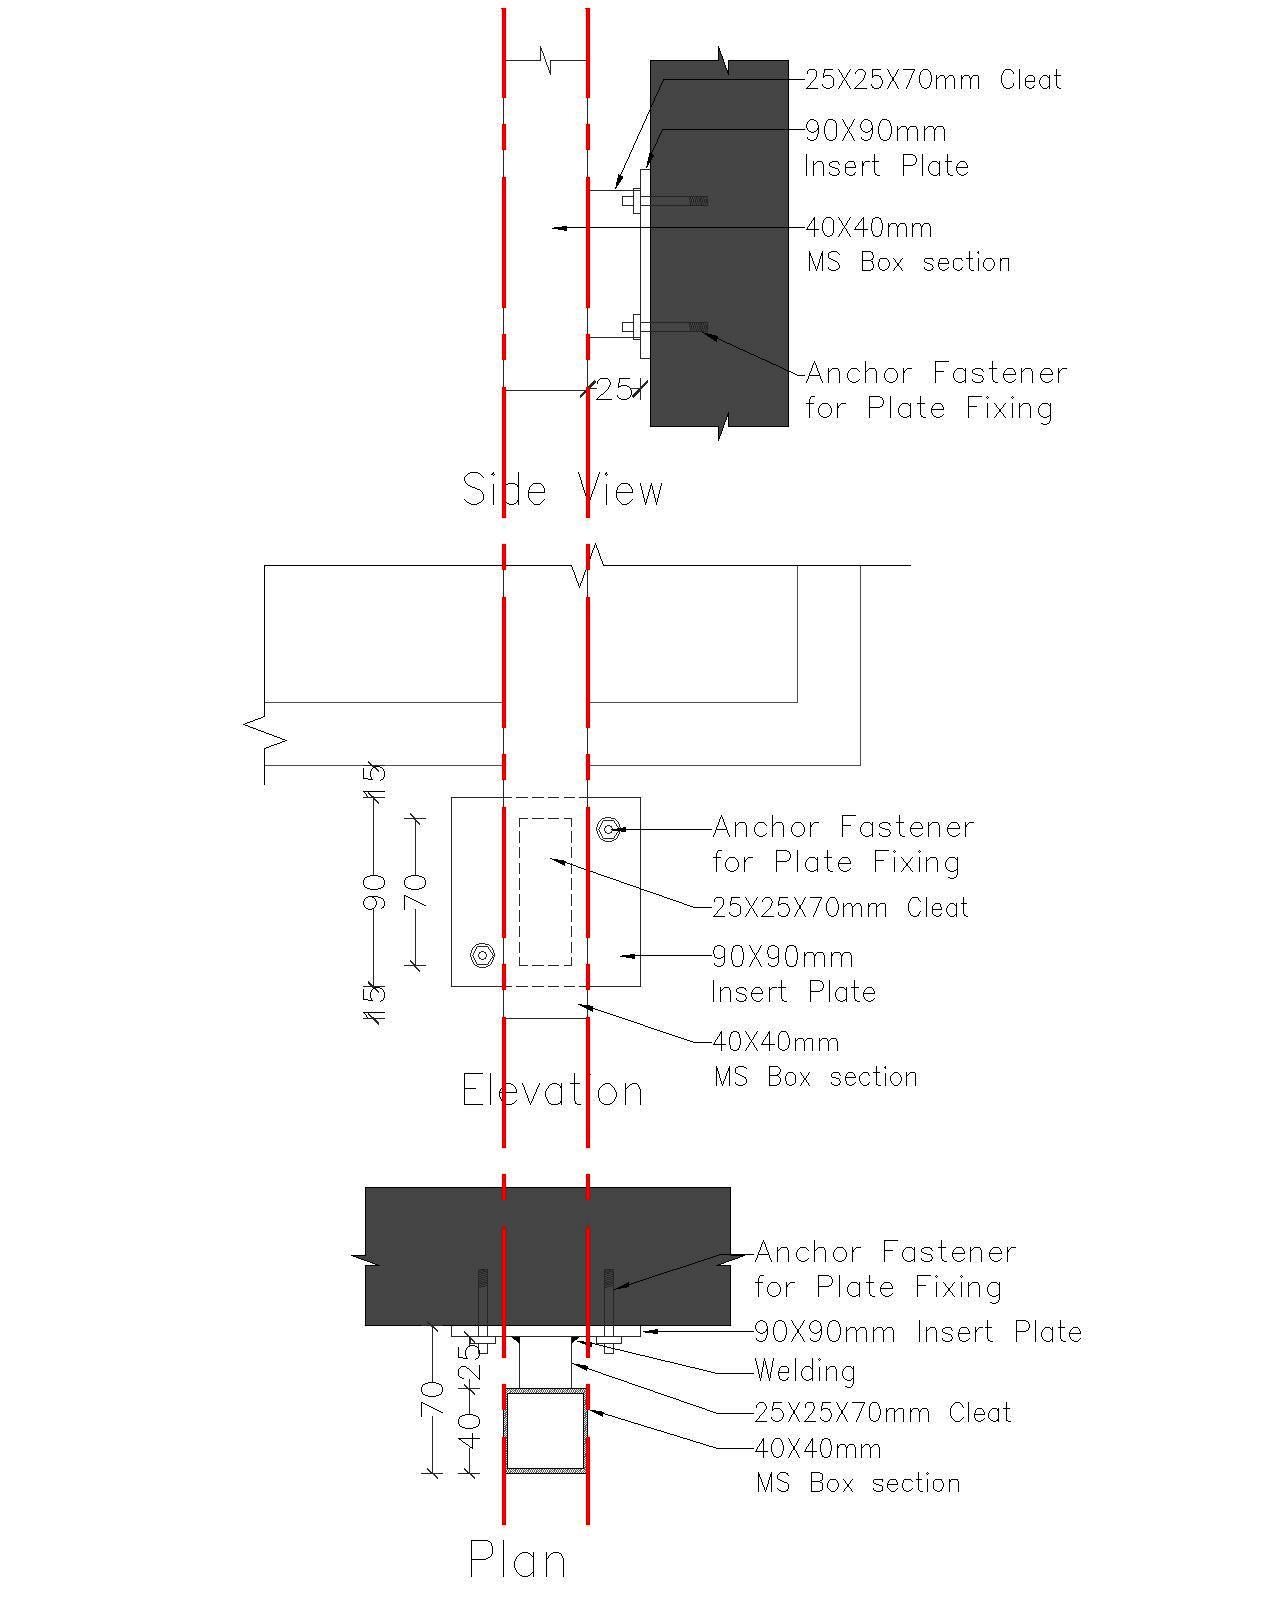 25X25X70mm Cleat
90X90mm
Insert Plate
40X40mm
MS Box section
Anchor Fastener
for Plate Fixing
25
Side View
15
90
70
15
Anchor Fastener
for Plate Fixing
25X25X70mm Cleat
90X90mm
Insert Plate
40X40mm
MS Box section
Elevation
Anchor Fastener
for Plate Fixing
90X90mm Insert Plate
Welding
25X25X70mm Cleat
40X40mm
MS Box section
70
25
40
Plan